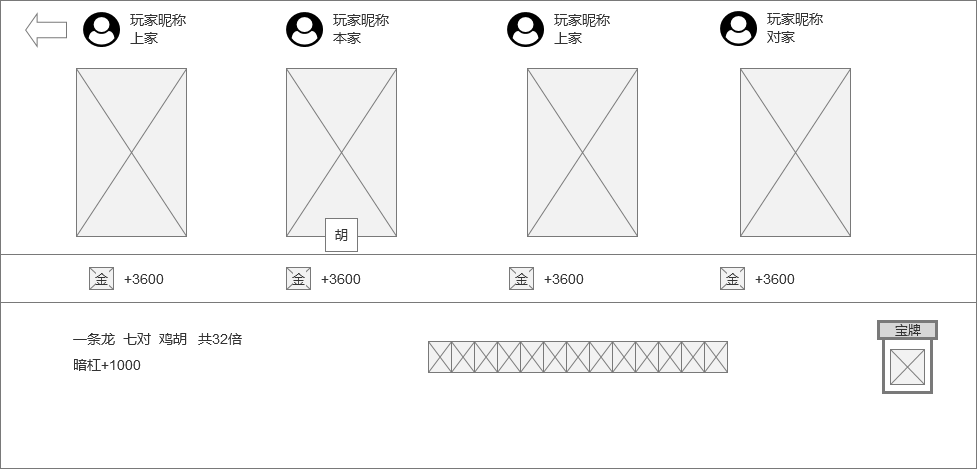 玩家昵称
上家
玩家昵称
本家
玩家昵称
上家
玩家昵称
对家
胡
金 +3600
金 +3600
金 +3600
金 +3600
一条龙 七对 鸡胡 共32倍
暗杠+1000
宝牌